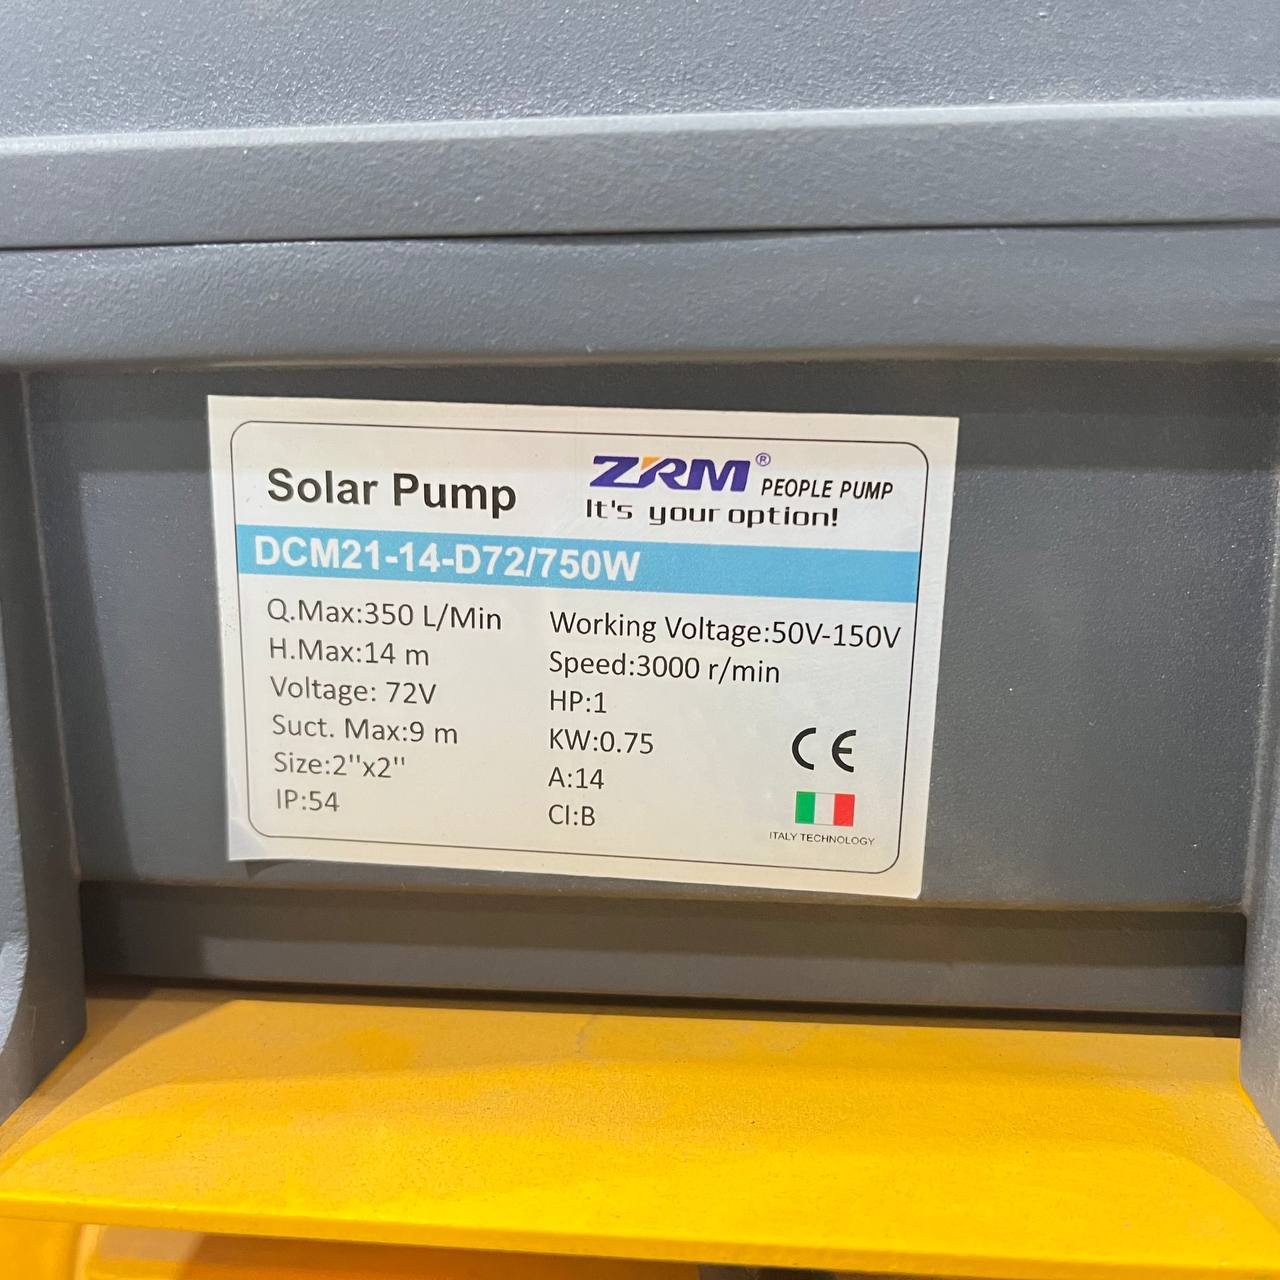 Solar Pump
ZRM® PEOPLE PUMP
It's your option!
DCM21-14-D72/750W
Q.Max:350 L/Min
H.Max:14 m
Voltage: 72V
Suct. Max:9 m
Size:2''x2''
IP:54
Working Voltage:50V-150V
Speed:3000 r/min
HP:1
KW:0.75
A:14
CI:B
CE
ITALY TECHNOLOGY